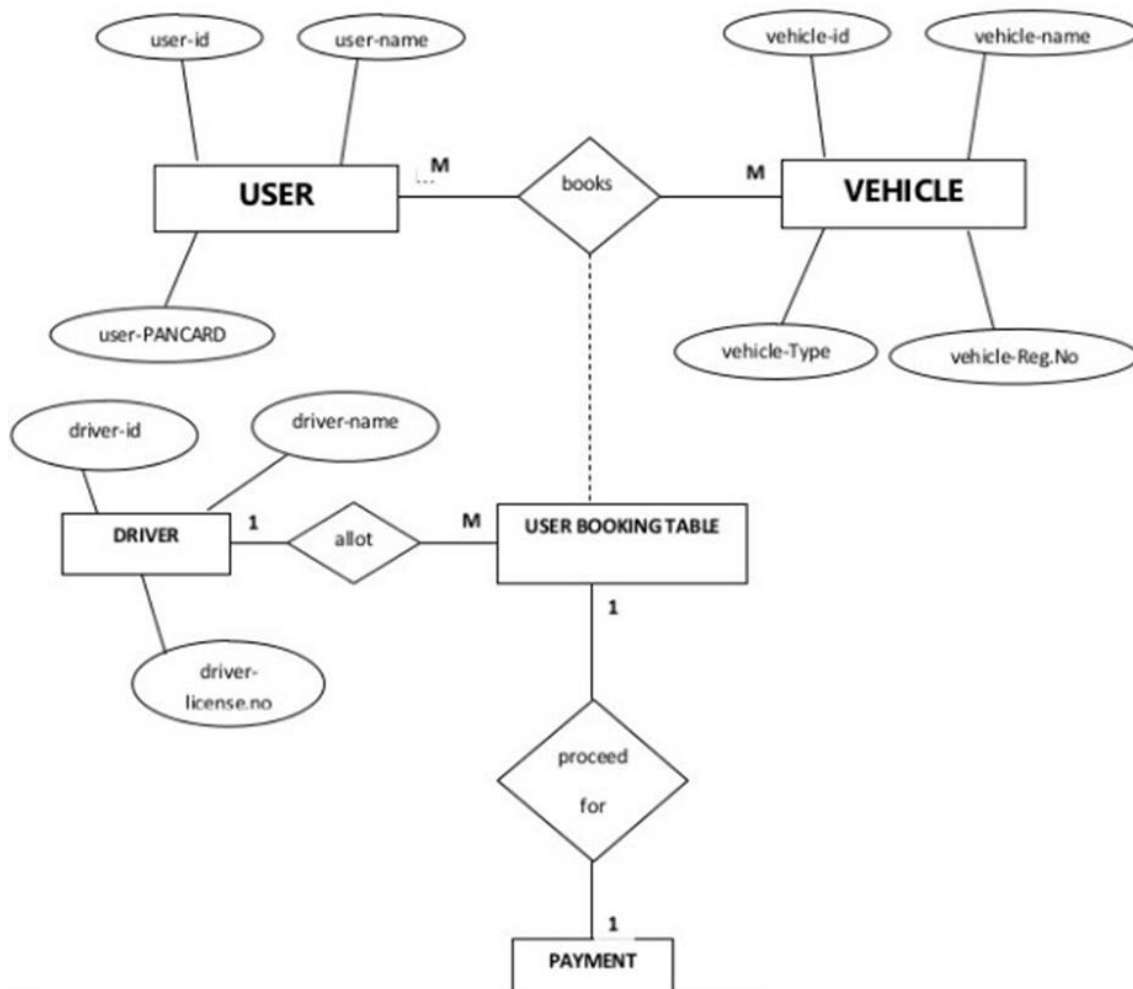 user-id
user-name
vehicle-id
vehicle-name
USER
M
books
M
VEHICLE
user-PANCARD
vehicle-Type
vehicle-Reg.No
driver-id
driver-name
DRIVER
1
allot
M
USER BOOKING TABLE
1
driver-
license.no
proceed
for
1
PAYMENT